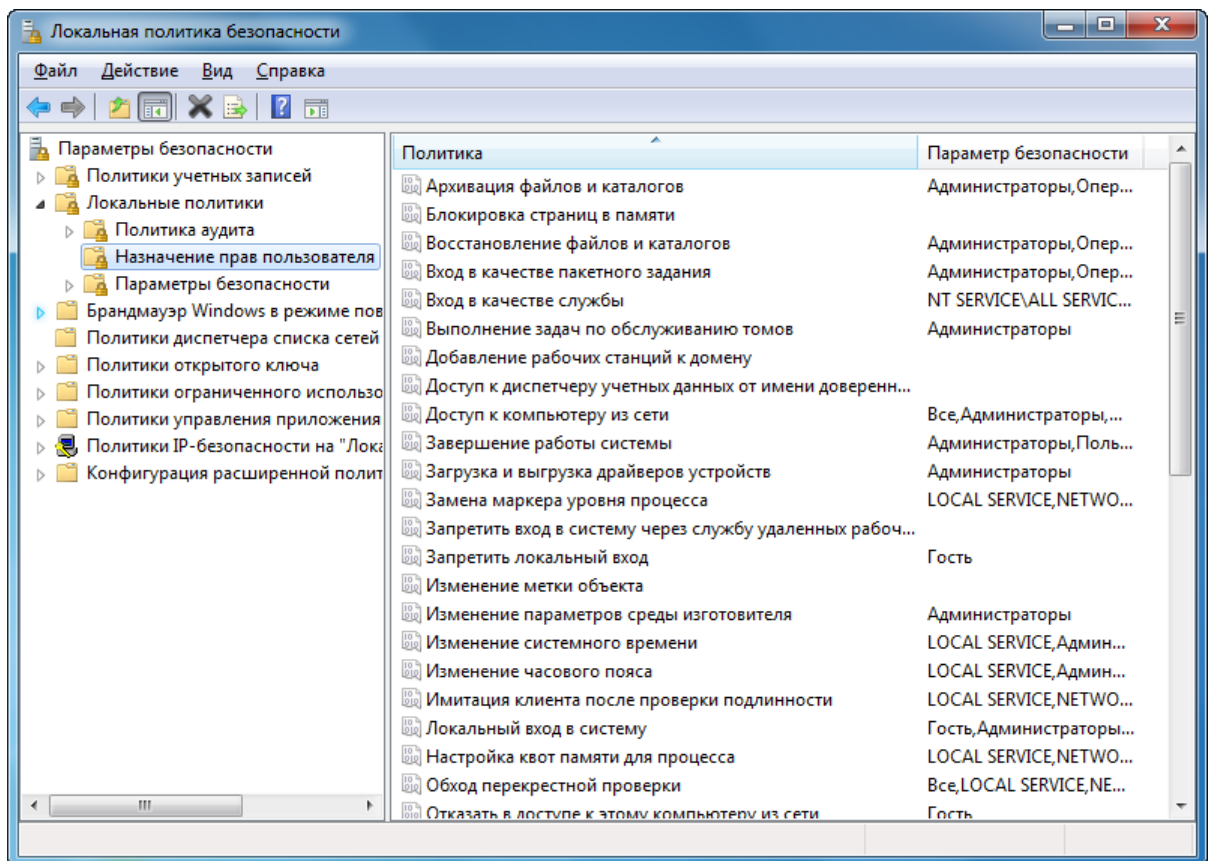 Локальная политика безопасности
Файл Действие Вид Справка
Параметры безопасности
Политики учетных записей
Локальные политики
Политика аудита
Назначение прав пользователя
Параметры безопасности
Брандмауэр Windows в режиме пов
Политики диспетчера списка сетей
Политики открытого ключа
Политики ограниченного использо
Политики управления приложения
Политики IP-безопасности на "Лока
Конфигурация расширенной полит
Политика Параметр безопасности
Архивация файлов и каталогов Администраторы,Опер...
Блокировка страниц в памяти
Восстановление файлов и каталогов Администраторы,Опер...
Вход в качестве пакетного задания Администраторы,Опер...
Вход в качестве службы NT SERVICE\ALL SERVIC...
Выполнение задач по обслуживанию томов Администраторы
Добавление рабочих станций к домену
Доступ к диспетчеру учетных данных от имени доверенн...
Доступ к компьютеру из сети Все,Администраторы,...
Завершение работы системы Администраторы,Поль...
Загрузка и выгрузка драйверов устройств Администраторы
Замена маркера уровня процесса LOCAL SERVICE,NETWO...
Запретить вход в систему через службу удаленных рабоч...
Запретить локальный вход Гость
Изменение метки объекта
Изменение параметров среды изготовителя Администраторы
Изменение системного времени LOCAL SERVICE,Админ...
Изменение часового пояса LOCAL SERVICE,Админ...
Имитация клиента после проверки подлинности LOCAL SERVICE,NETWO...
Локальный вход в систему Гость,Администраторы...
Настройка квот памяти для процесса LOCAL SERVICE,NETWO...
Обход перекрестной проверки Все,LOCAL SERVICE,NE...
Отказать в доступе к этому компьютеру из сети Гость